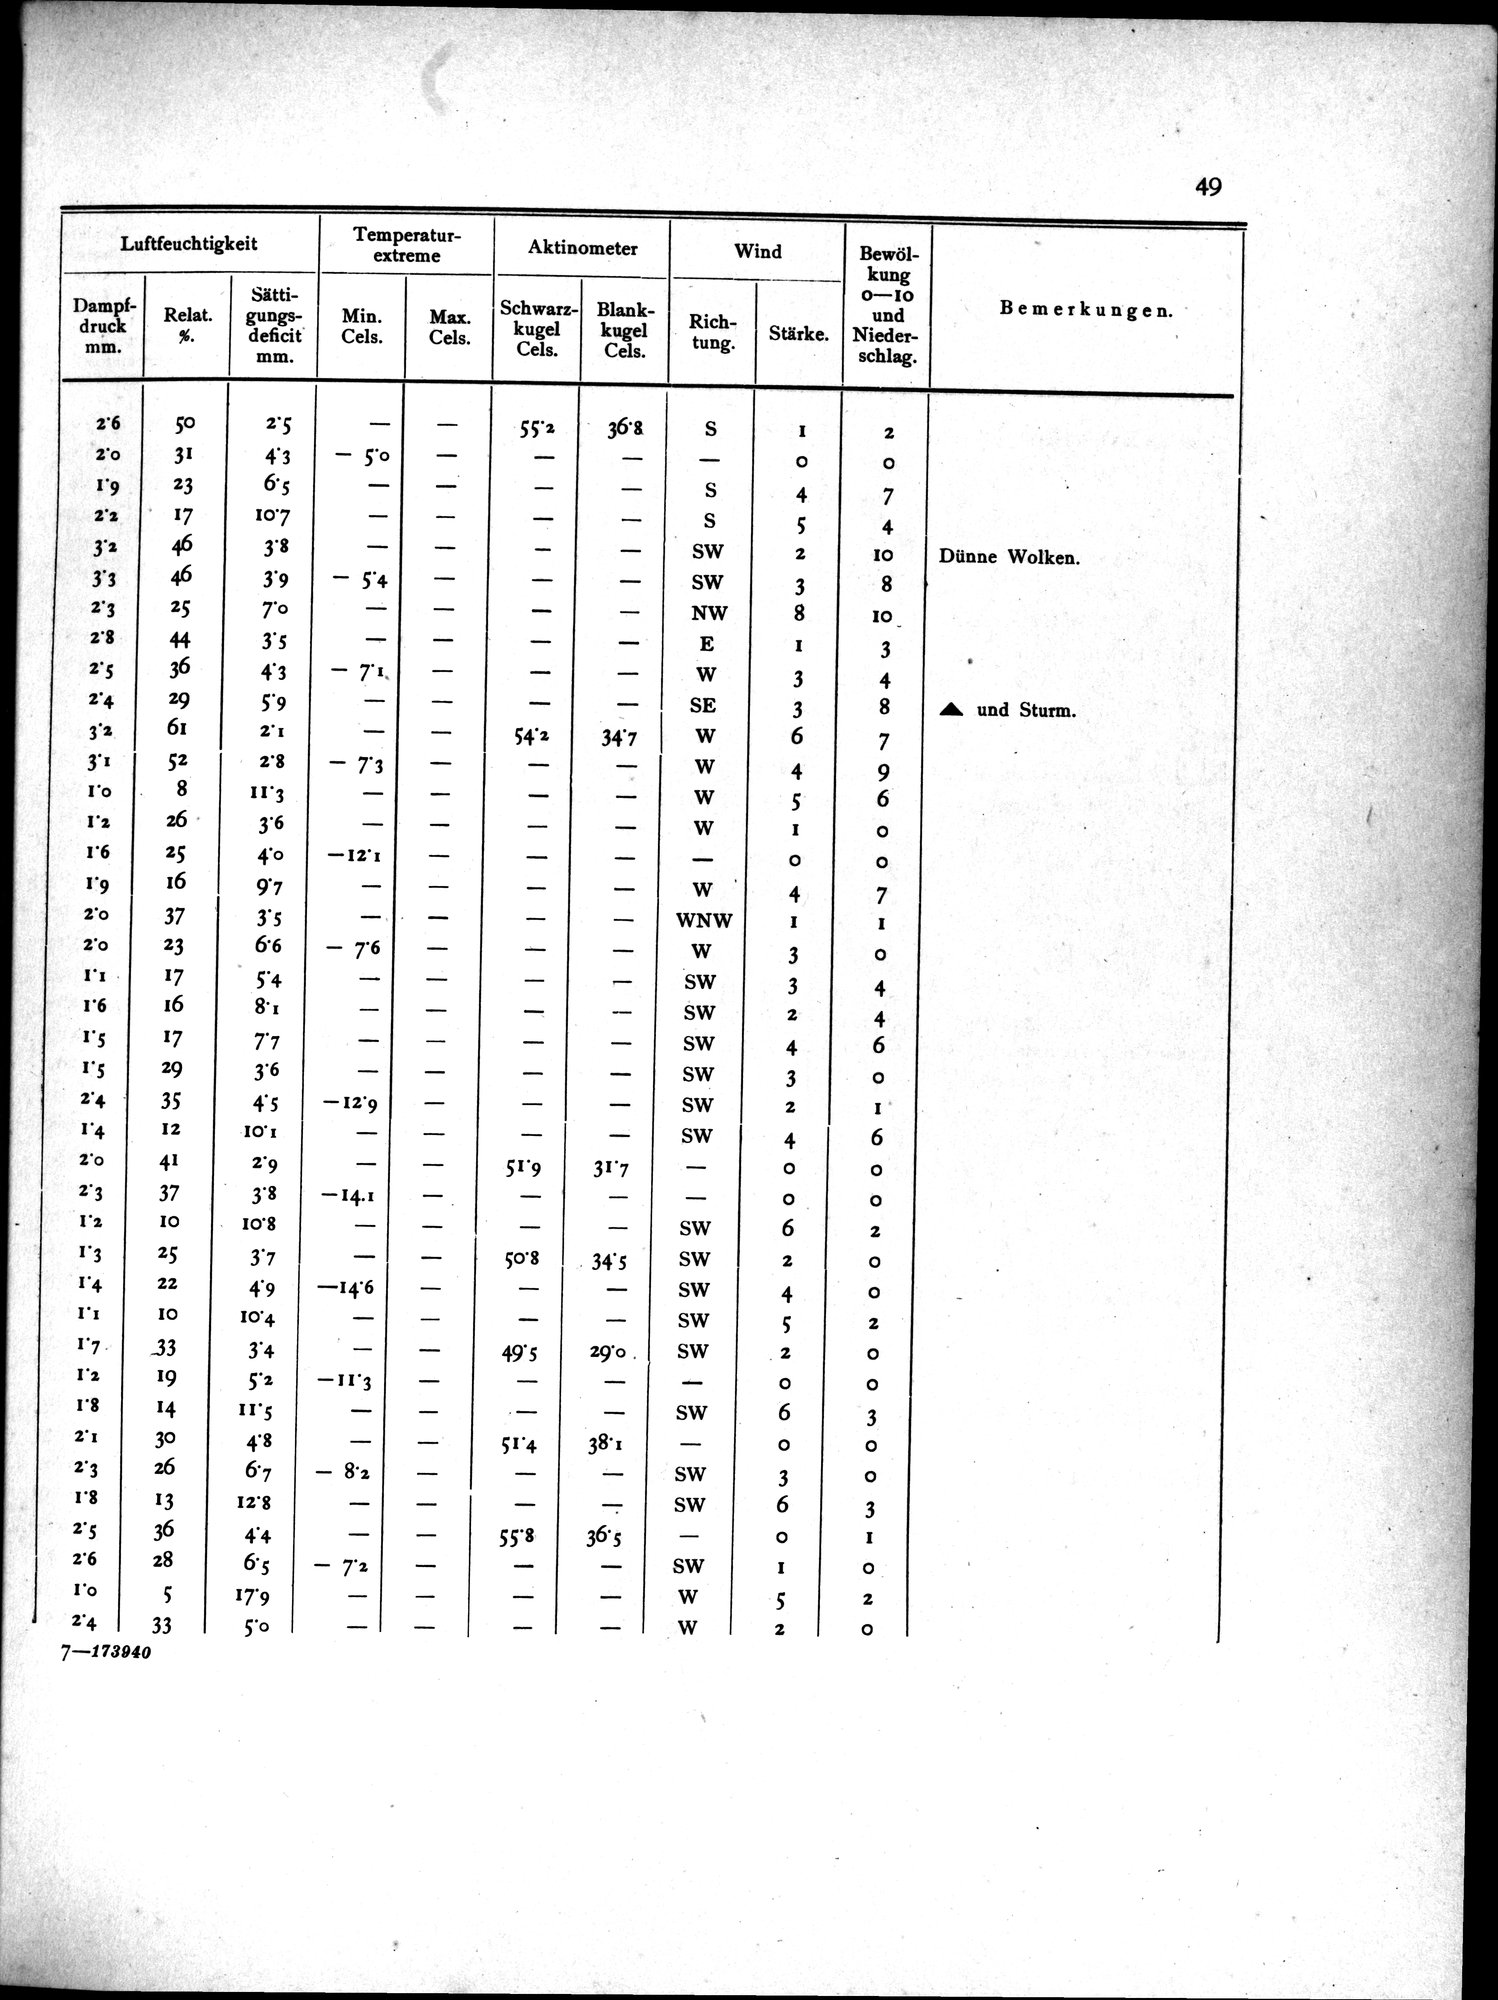 49
Luftfeuchtigkeit Temperatur-extreme Aktinometer Wind Bewöl-kung 0—10 und Nieder-schlag. Bemerkungen.
Dampf-druck mm. Relat. %. Sätti-gungs-deficit mm. Min. Cels. Max. Cels. Schwarz-kugel Cels. Blank-kugel Cels. Rich-tung. Stärke.
2·6 50 2·5 — — 55·2 36·8 S 1 2
2·0 31 4·3 — 5·0 — — — — 0 0
1·9 23 6·5 — — — — S 4 7
2·2 17 10·7 — — — — S 5 4
3·2 46 3·8 — — — — SW 2 10 Dünne Wolken.
3·3 46 3·9 — 5·4 — — — SW 3 8
2·3 25 7·0 — — — — NW 8 10
2·8 44 3·5 — — — — E 1 3
2·5 36 4·3 — 7·1 — — — W 3 4
2·4 29 5·9 — — — — SE 3 8 ▲ und Sturm.
3·2 61 2·1 — — 54·2 34·7 W 6 7
3·1 52 2·8 — 7·3 — — — W 4 9
1·0 8 11·3 — — — — W 5 6
1·2 26 3·6 — — — — W 1 0
1·6 25 4·0 —12·1 — — — — 0 0
1·9 16 9·7 — — — — W 4 7
2·0 37 3·5 — — — — WNW 1 1
2·0 23 6·6 — 7·6 — — — W 3 0
1·1 17 5·4 — — — — SW 3 4
1·6 16 8·1 — — — — SW 2 4
1·5 17 7·7 — — — — SW 4 6
1·5 29 3·6 — — — — SW 3 0
2·4 35 4·5 —12·9 — — — SW 2 1
1·4 12 10·1 — — — — SW 4 6
2·0 41 2·9 — — 51·9 31·7 — 0 0
2·3 37 3·8 —14.1 — — — — 0 0
1·2 10 10·8 — — — — SW 6 2
1·3 25 3·7 — — 50·8 34·5 SW 2 0
1·4 22 4·9 —14·6 — — — SW 4 0
1·1 10 10·4 — — — — SW 5 2
1·7 33 3·4 — — 49·5 29·0 SW 2 0
1·2 19 5·2 —11·3 — — — — 0 0
1·8 14 11·5 — — — — SW 6 3
2·1 30 4·8 — — 51·4 38·1 — 0 0
2·3 26 6·7 — 8·2 — — — SW 3 0
1·8 13 12·8 — — — — SW 6 3
2·5 36 4·4 — — 55·8 36·5 — 0 1
2·6 28 6·5 — 7·2 — — — SW 1 0
1·0 5 17·9 — — — — W 5 2
2·4 33 5·0 — — — — W 2 0
7—173940